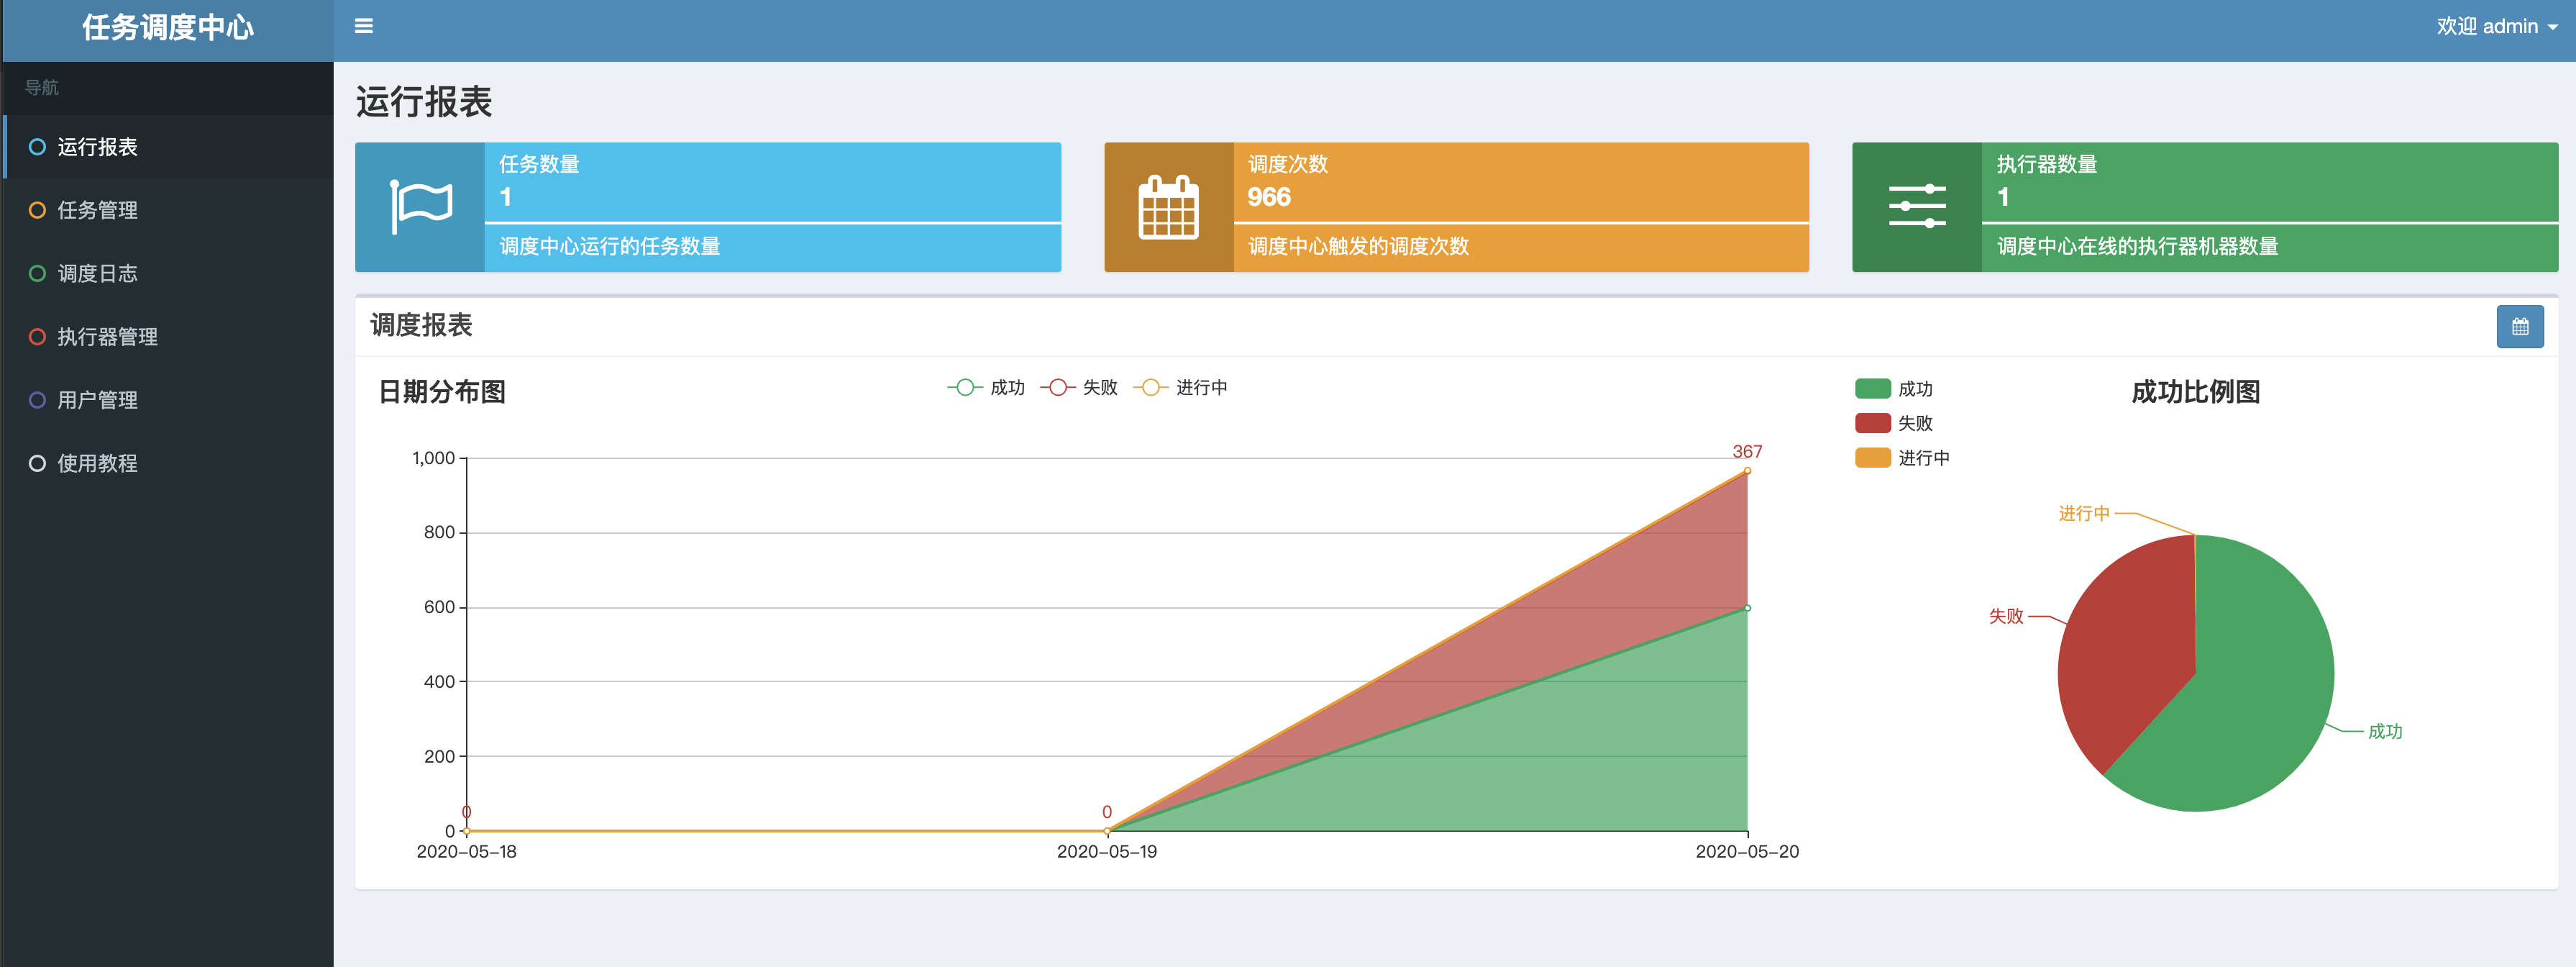 任务调度中心
欢迎 admin
导航
运行报表
任务管理
调度日志
执行器管理
用户管理
使用教程
运行报表
任务数量
1
调度中心运行的任务数量
调度次数
966
调度中心触发的调度次数
执行器数量
1
调度中心在线的执行器机器数量
调度报表
日期分布图
成功 失败 进行中
367
1,000
800
600
400
200
0
0
0
2020-05-18 2020-05-19 2020-05-20
成功比例图
成功
失败
进行中
进行中
失败
成功